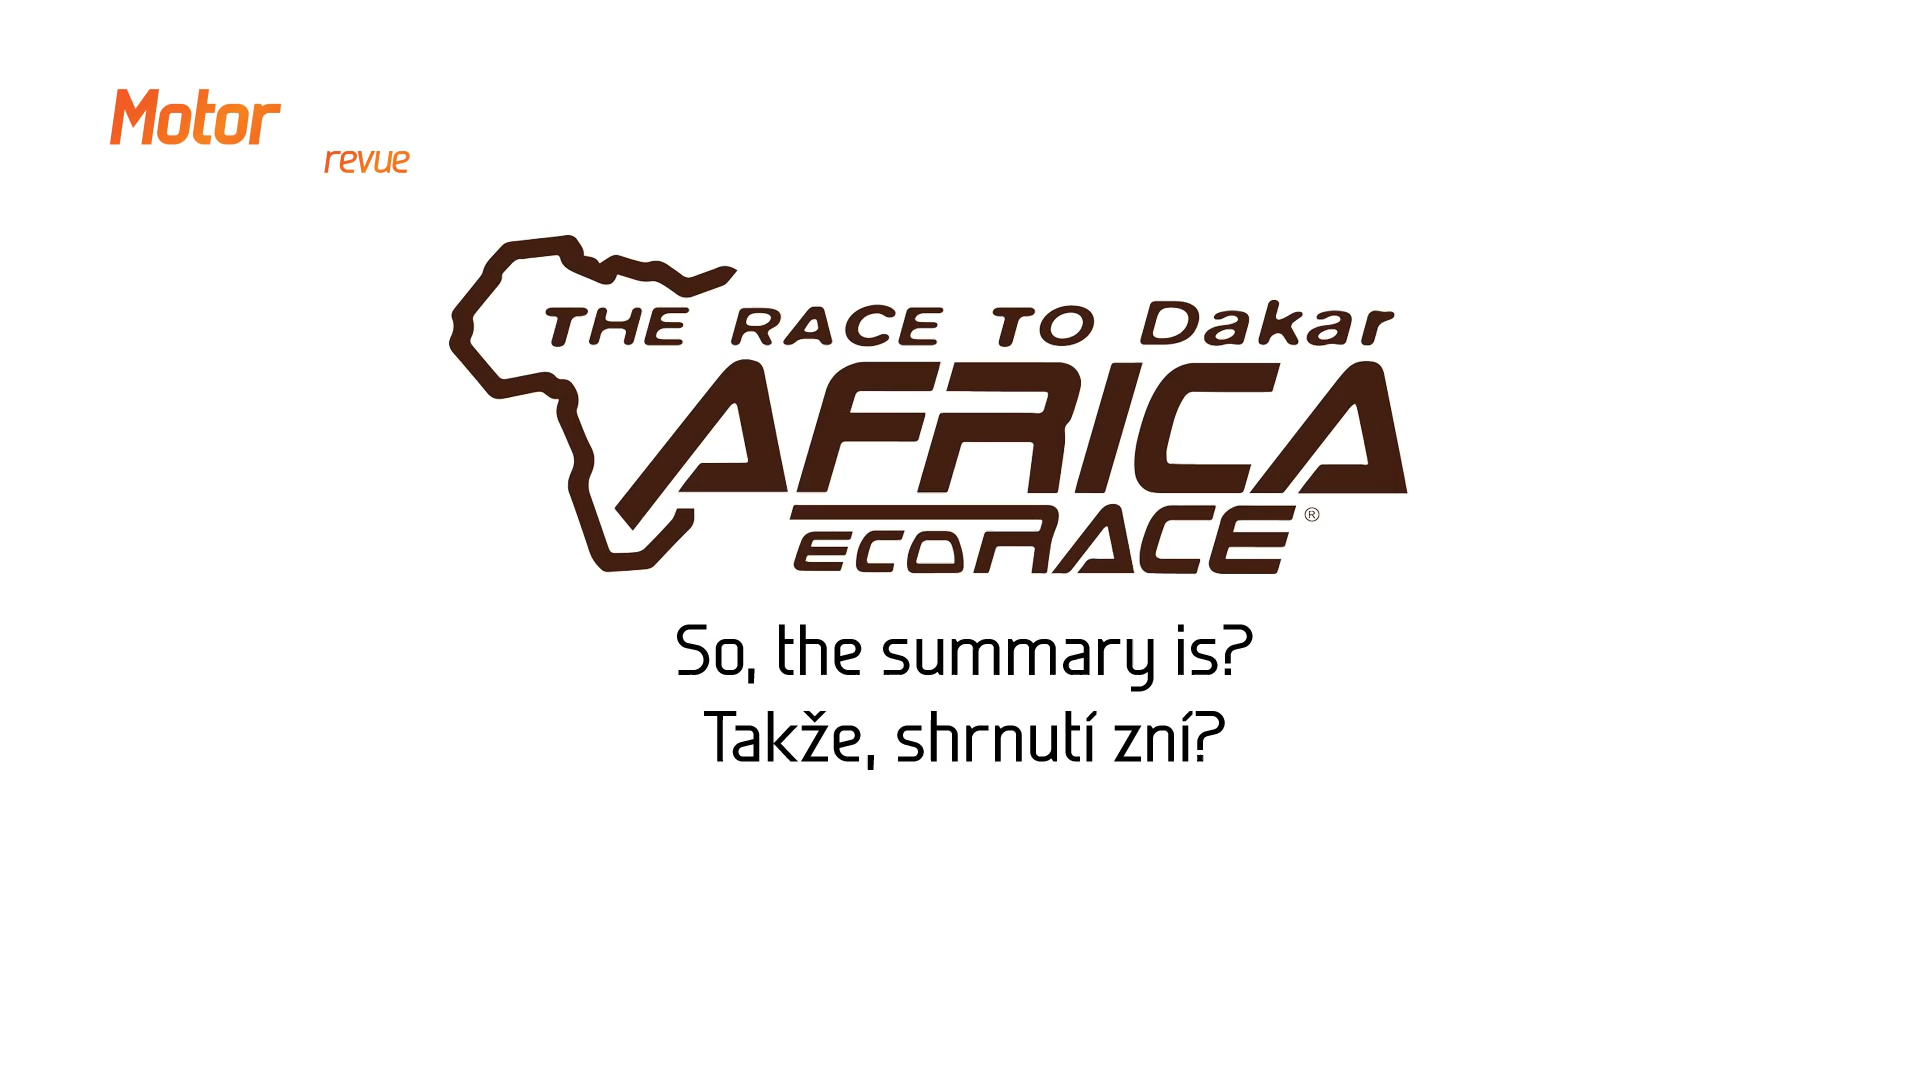 Motor
revue
THE RACE TO Dakar
AFRICA
ECORACE®
So, the summary is?
Takže, shrnutí zní?